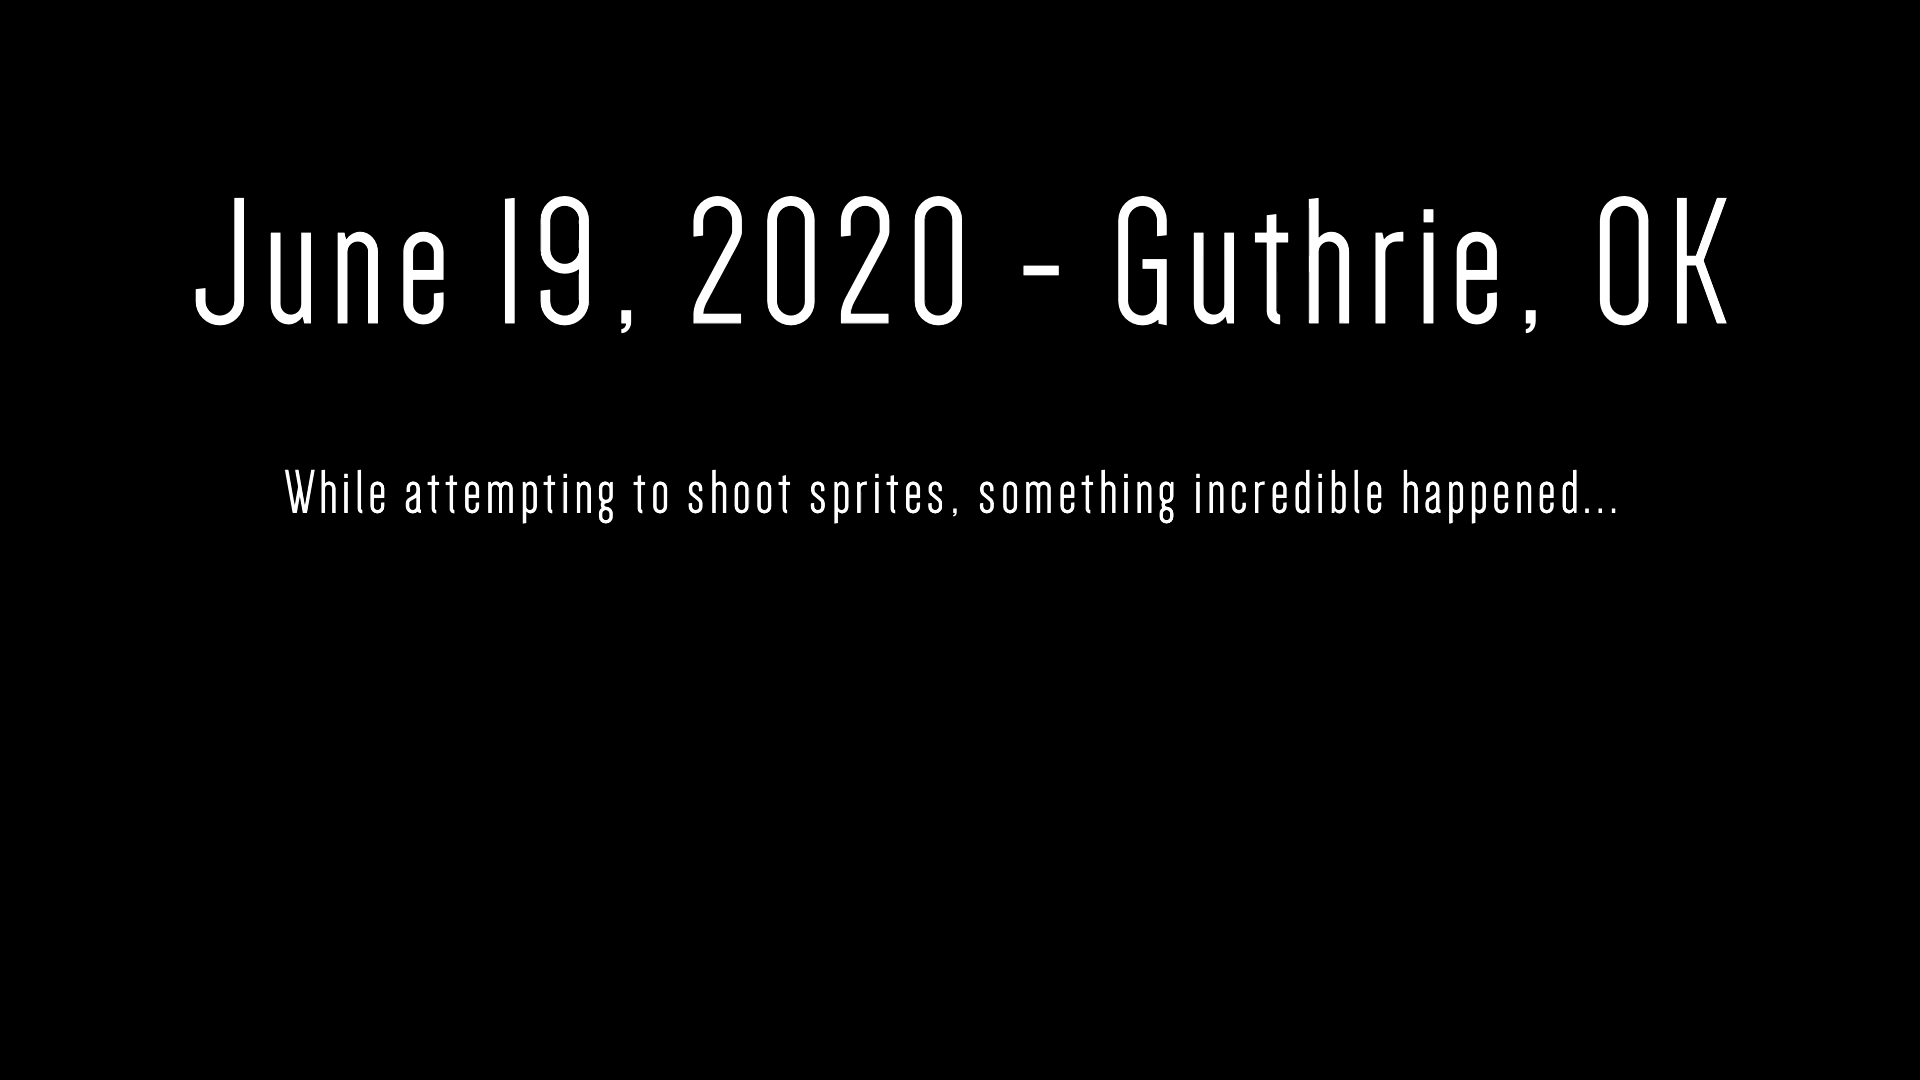 June 19, 2020 - Guthrie, OK
While attempting to shoot sprites, something incredible happened...